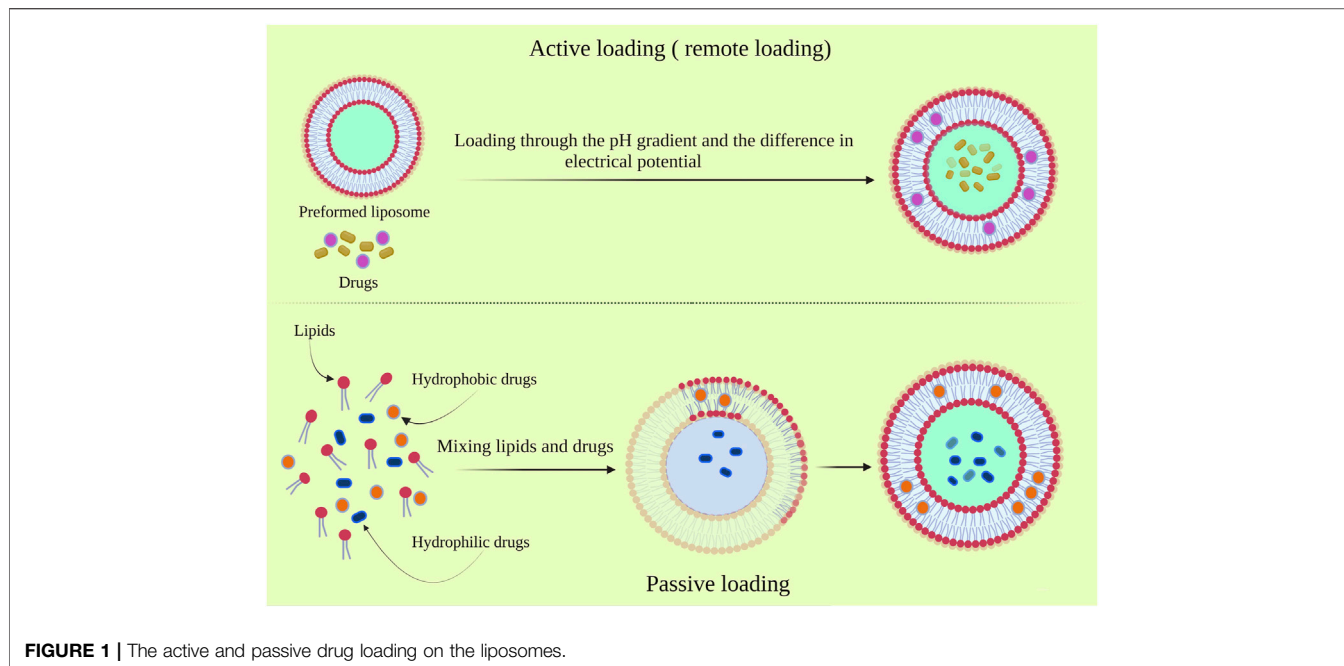 Active loading ( remote loading)
Loading through the pH gradient and the difference in
electrical potential
Preformed liposome
Drugs
Lipids
Hydrophobic drugs
Mixing lipids and drugs
Hydrophilic drugs
Passive loading
FIGURE 1 | The active and passive drug loading on the liposomes.